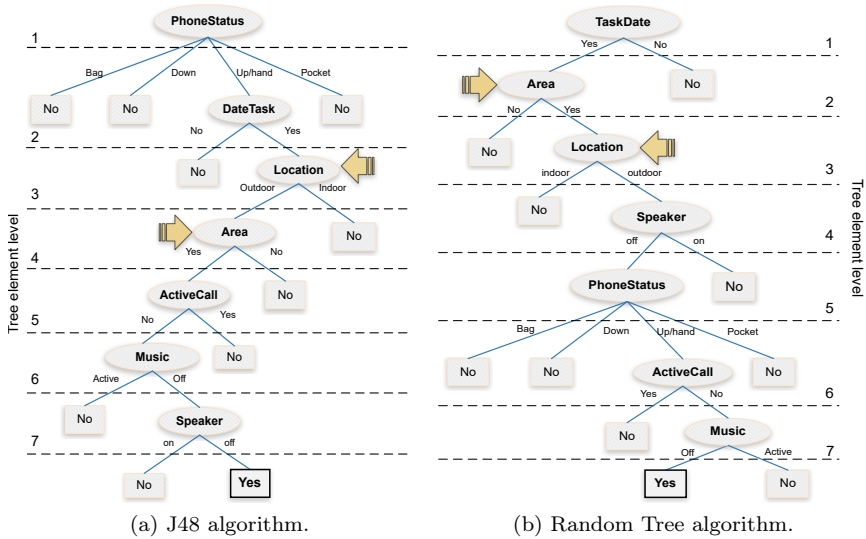 PhoneStatus
1
Bag
Down
Up/hand
Pocket
No
No
DateTask
No
No
Yes
2
No
Location
Outdoor
Indoor
3
Area
No
Yes
No
4
ActiveCall
No
No
Yes
5
Music
No
Active
Off
6
No
Speaker
on
off
7
No
Yes
Tree element level
(a) J48 algorithm.
TaskDate
Yes
No
1
Area
No
No
Yes
2
No
Location
indoor
outdoor
3
No
Speaker
off
on
4
PhoneStatus
No
5
Bag
Down
Up/hand
Pocket
No
No
ActiveCall
No
Yes
No
6
No
Music
Off
Active
7
Yes
No
Tree element level
(b) Random Tree algorithm.